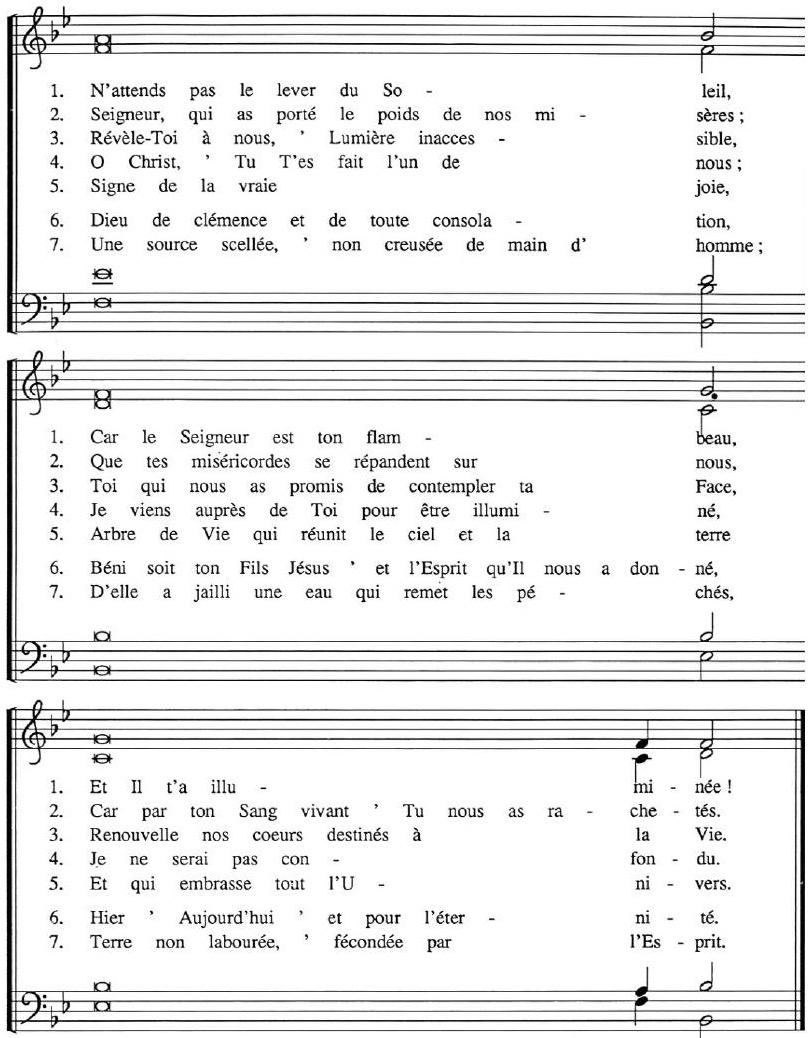 1. N'attends pas le lever du So - leil,
2. Seigneur, qui as porté le poids de nos mi - sères ;
3. Révèle-Toi à nous, ' Lumière inacces - sible,
4. O Christ, ' Tu T'es fait l'un de nous ;
5. Signe de la vraie joie,
6. Dieu de clémence et de toute consola - tion,
7. Une source scellée, ' non creusée de main d' homme ;
1. Car le Seigneur est ton flam - beau,
2. Que tes miséricordes se répandent sur nous,
3. Toi qui nous as promis de contempler ta Face,
4. Je viens auprès de Toi pour être illumi - né,
5. Arbre de Vie qui réunit le ciel et la terre
6. Béni soit ton Fils Jésus ' et l'Esprit qu'Il nous a don - né,
7. D'elle a jailli une eau qui remet les pé - chés,
1. Et Il t'a illu - mi - née !
2. Car par ton Sang vivant ' Tu nous as ra - che - tés.
3. Renouvelle nos coeurs destinés à la Vie.
4. Je ne serai pas con - fon - du.
5. Et qui embrasse tout l'U - ni - vers.
6. Hier ' Aujourd'hui ' et pour l'éter - ni - té.
7. Terre non labourée, ' fécondée par l'Es - prit.